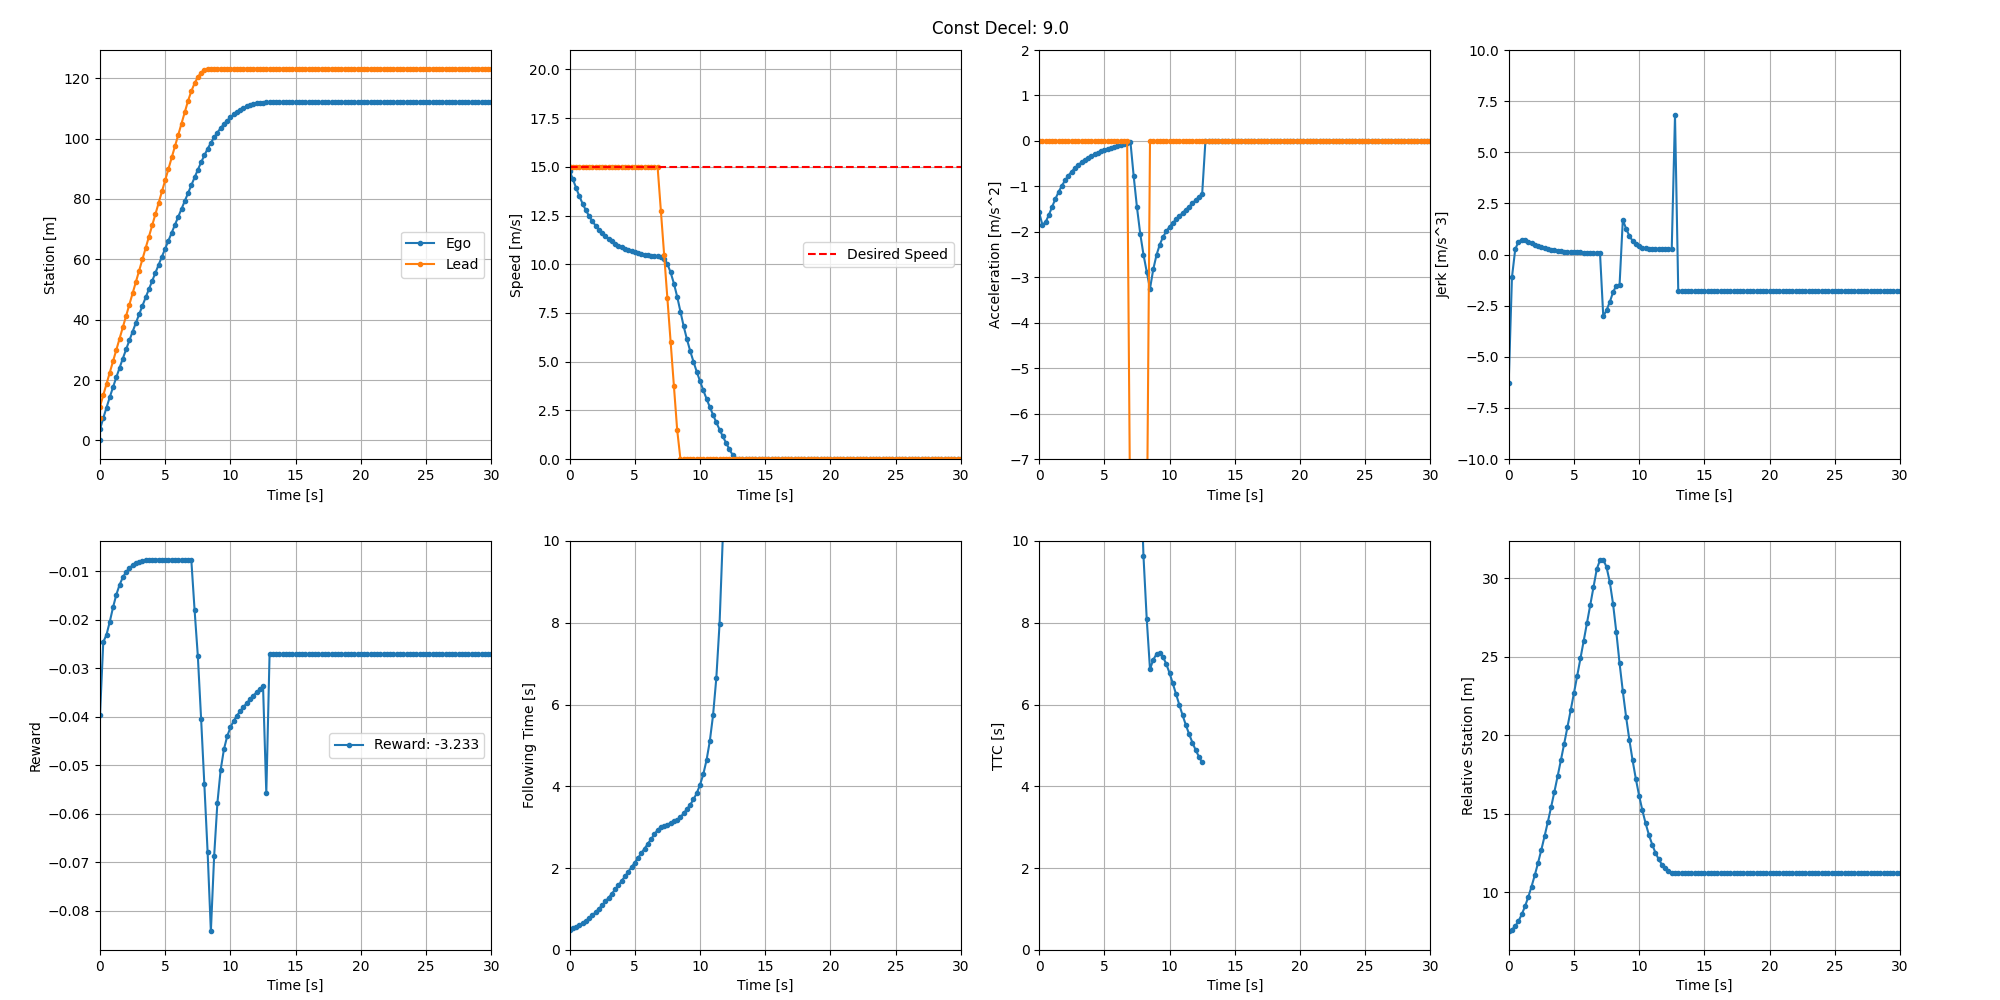 Const Decel: 9.0
Station [m]
120
100
80
60
40
20
0
Ego
Lead
0 5 10 15 20 25 30
Time [s]
Speed [m/s]
20.0
17.5
15.0
12.5
10.0
7.5
5.0
2.5
0.0
Desired Speed
0 5 10 15 20 25 30
Time [s]
Acceleration [m/s^2]
2
1
0
−1
−2
−3
−4
−5
−6
−7
0 5 10 15 20 25 30
Time [s]
Jerk [m/s^3]
10.0
7.5
5.0
2.5
0.0
−2.5
−5.0
−7.5
−10.0
0 5 10 15 20 25 30
Time [s]
Reward
−0.01
−0.02
−0.03
−0.04
−0.05
−0.06
−0.07
−0.08
Reward: -3.233
0 5 10 15 20 25 30
Time [s]
Following Time [s]
10
8
6
4
2
0
0 5 10 15 20 25 30
Time [s]
TTC [s]
10
8
6
4
2
0
0 5 10 15 20 25 30
Time [s]
Relative Station [m]
30
25
20
15
10
0 5 10 15 20 25 30
Time [s]